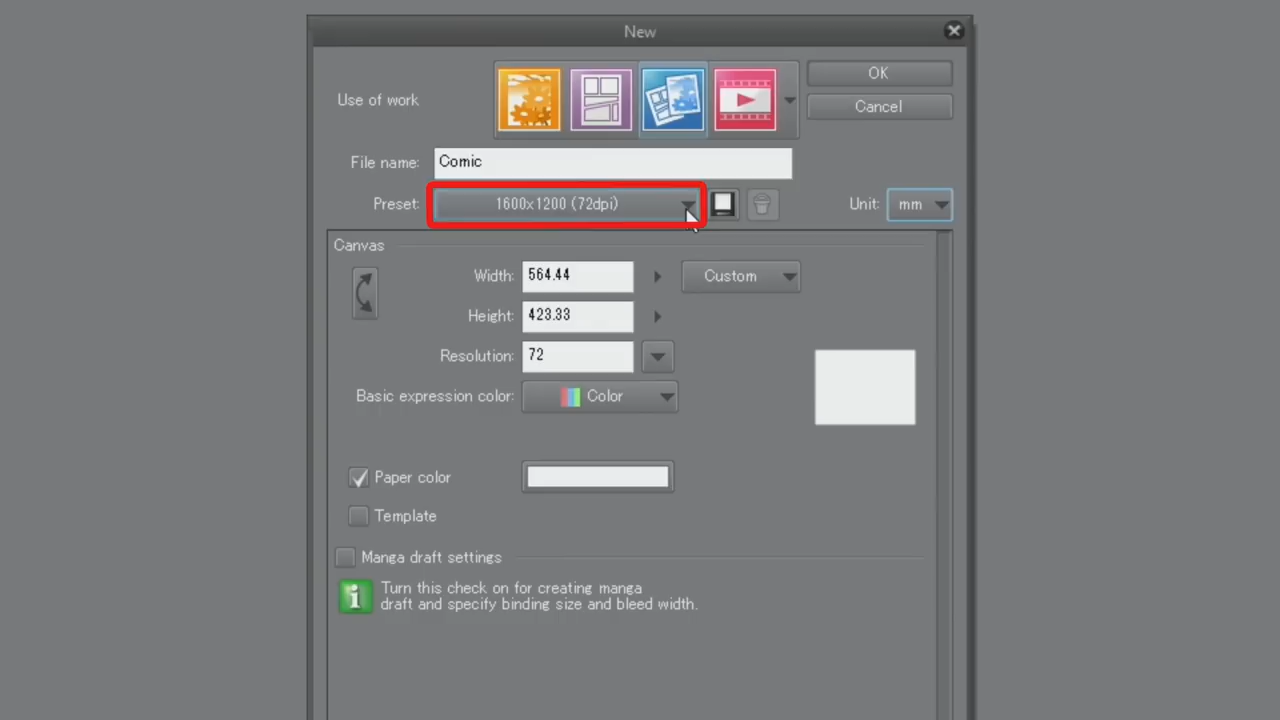 New
Use of work
OK
Cancel
File name: Comic
Preset: 1600x1200 (72dpi) Unit: mm
Canvas
Width: 564.44 Custom
Height: 423.33
Resolution: 72
Basic expression color: Color
Paper color
Template
Manga draft settings
Turn this check on for creating manga
draft and specify binding size and bleed width.